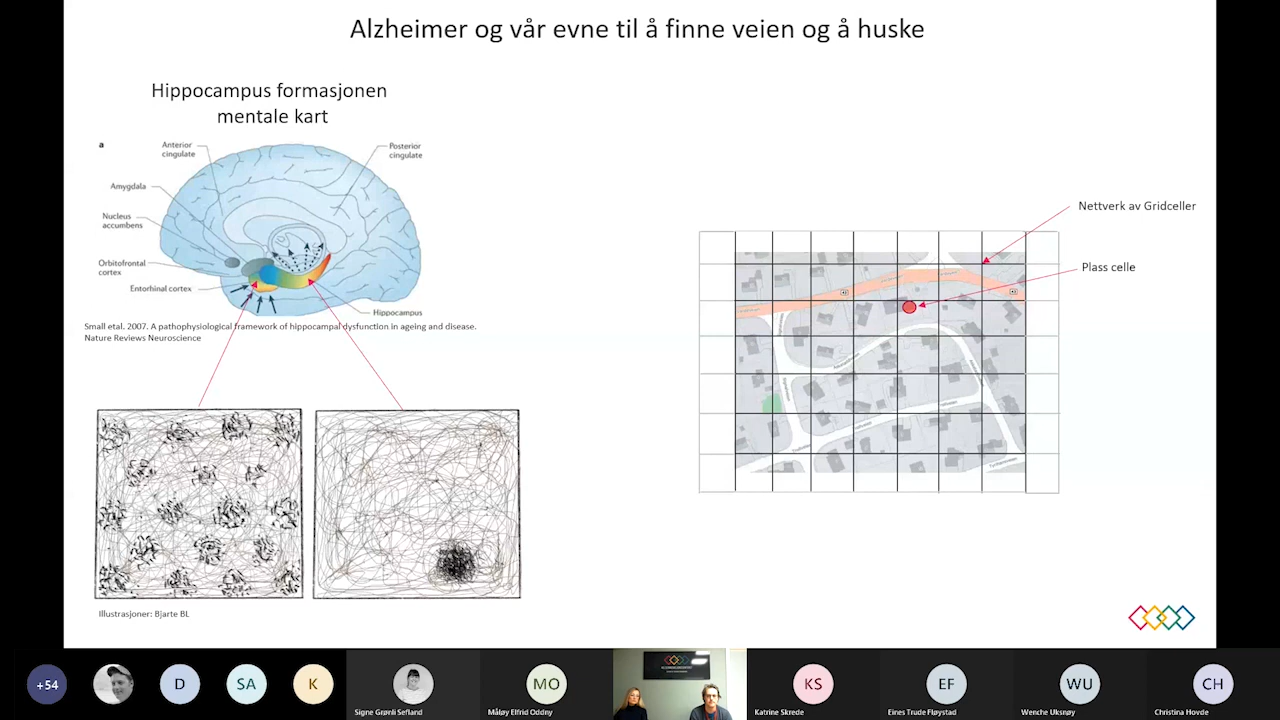 Alzheimer og vår evne til å finne veien og å huske
Hippocampus formasjonen
mentale kart
a
Anterior
cingulate
Posterior
cingulate
Amygdala
Nucleus
accumbens
Orbitofrontal
cortex
Entorhinal cortex
Hippocampus
Small etal. 2007. A pathophysiological framework of hippocampal dysfunction in ageing and disease.
Nature Reviews Neuroscience
Illustrasjoner: Bjarte BL
Nettverk av Gridceller
Plass celle
+54
D
SA
K
Signe Grønli Sefland
MO
Måløy Elfrid Oddny
KS
Katrine Skrede
EF
Eines Trude Fløystad
WU
Wenche Uksnøy
CH
Christina Hovde